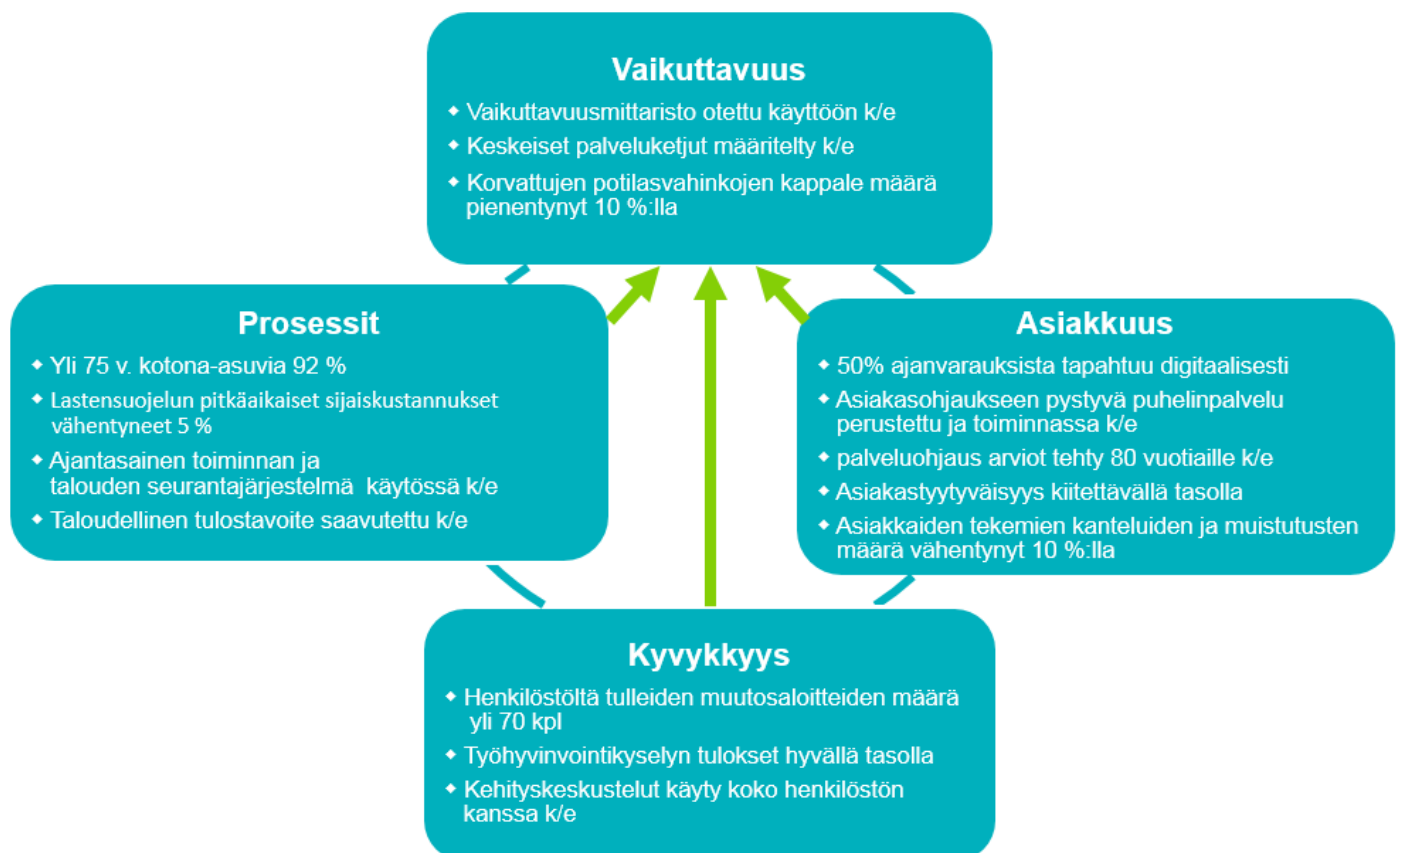 Vaikuttavuus
Vaikuttavuusmittaristo otettu käyttöön k/e
Keskeiset palveluketjut määritelty k/e
Korvattujen potilasvahinkojen kappale määrä
pienentynyt 10 %:lla
Prosessit
Yli 75 v. kotona-asuvia 92 %
Lastensuojelun pitkäaikaiset sijaiskustannukset
vähentyneet 5 %
Ajantasainen toiminnan ja
talouden seurantajärjestelmä käytössä k/e
Taloudellinen tulostavoite saavutettu k/e
Asiakkuus
50% ajanvarauksista tapahtuu digitaalisesti
Asiakasohjaukseen pystyvä puhelinpalvelu
perustettu ja toiminnassa k/e
palveluohjaus arviot tehty 80 vuotiaille k/e
Asiakastyytyväisyys kiitettävällä tasolla
Asiakkaiden tekemien kanteluiden ja muistutusten
määrä vähentynyt 10 %:lla
Kyvykkyys
Henkilöstöltä tulleiden muutosaloitteiden määrä
yli 70 kpl
Työhyvinvointikyselyn tulokset hyvällä tasolla
Kehityskeskustelut käyty koko henkilöstön
kanssa k/e